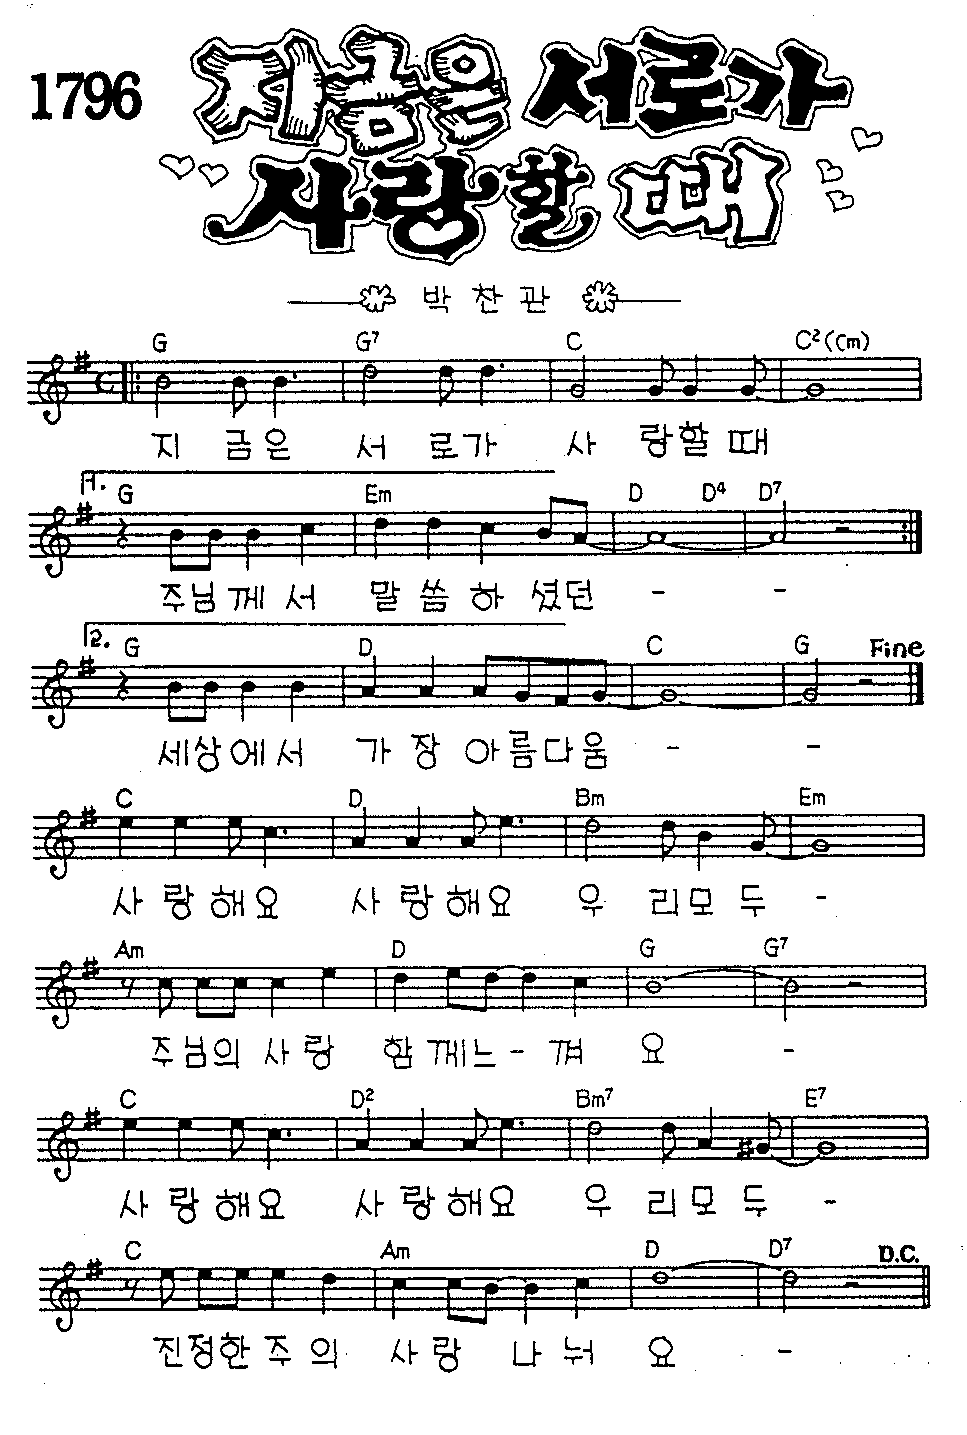 1796
지금은 서로가
사랑할 때
박찬관
G G7 C C2(Cm)
지 금은 서 로가 사 랑할 때
1. G Em D D4 D7
주님께서 말씀하셨던 - -
2. G D C G Fine
세상에서 가장 아름다움 - -
C D Bm Em
사랑해요 사랑해요 우 리모두 -
Am D G G7
주님의 사랑 함께느-껴 요 -
C D2 Bm7 E7
사랑해요 사랑해요 우 리모두 -
C Am D D7 D.C.
진정한 주의 사랑 나눠 요 -